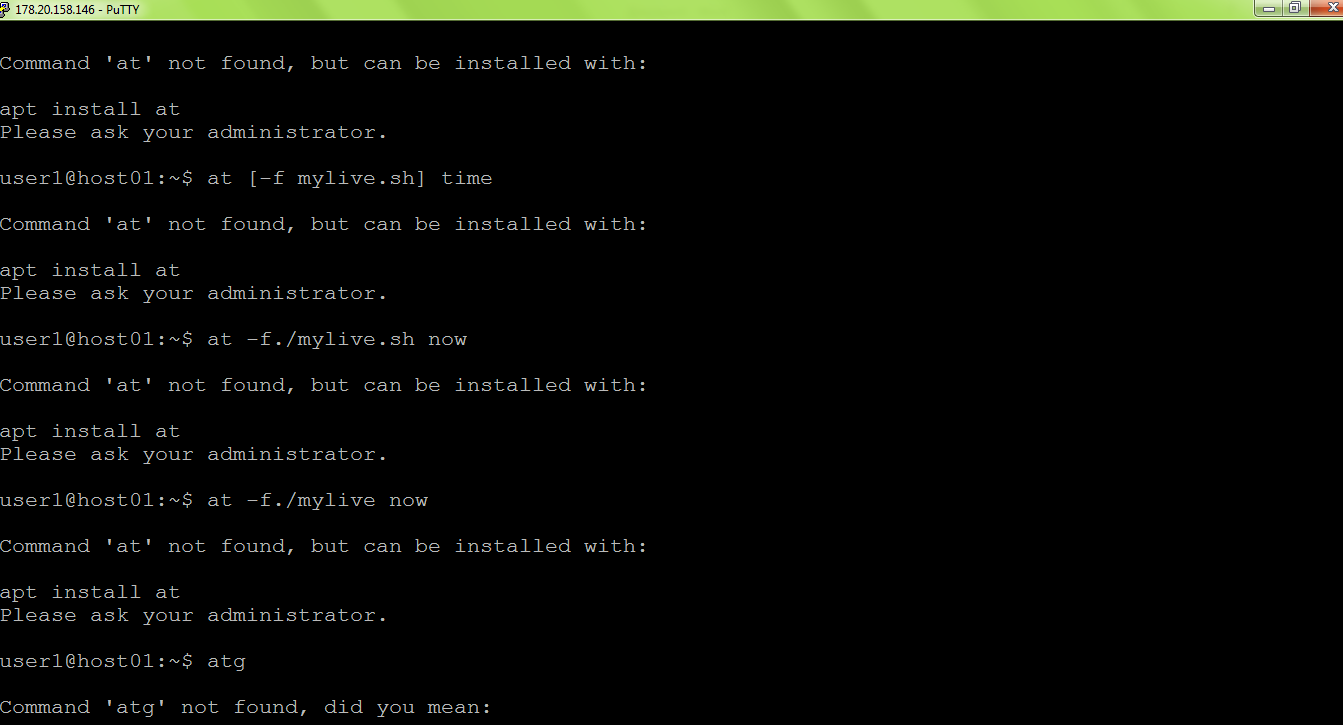 178.20.158.146 - PuTTY
Command 'at' not found, but can be installed with:
apt install at
Please ask your administrator.
user1@host01:~$ at [-f mylive.sh] time
Command 'at' not found, but can be installed with:
apt install at
Please ask your administrator.
user1@host01:~$ at -f./mylive.sh now
Command 'at' not found, but can be installed with:
apt install at
Please ask your administrator.
user1@host01:~$ at -f./mylive now
Command 'at' not found, but can be installed with:
apt install at
Please ask your administrator.
user1@host01:~$ atg
Command 'atg' not found, did you mean: